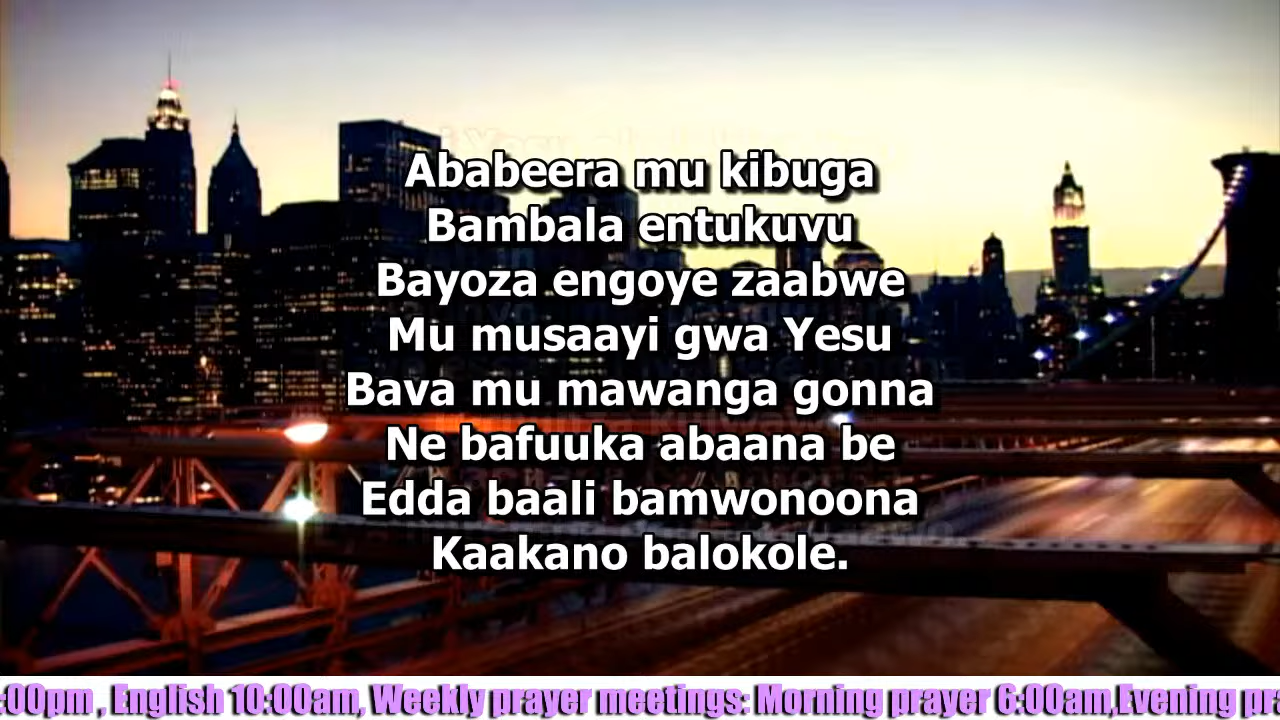 Ababeera mu kibuga
Bambala entukuvu
Bayoza engoye zaabwe
Mu musaayi gwa Yesu
Bava mu mawanga gonna
Ne bafuuka abaana be
Edda baali bamwonoona
Kaakano balokole.
:00pm , English 10:00am, Weekly prayer meetings: Morning prayer 6:00am,Evening